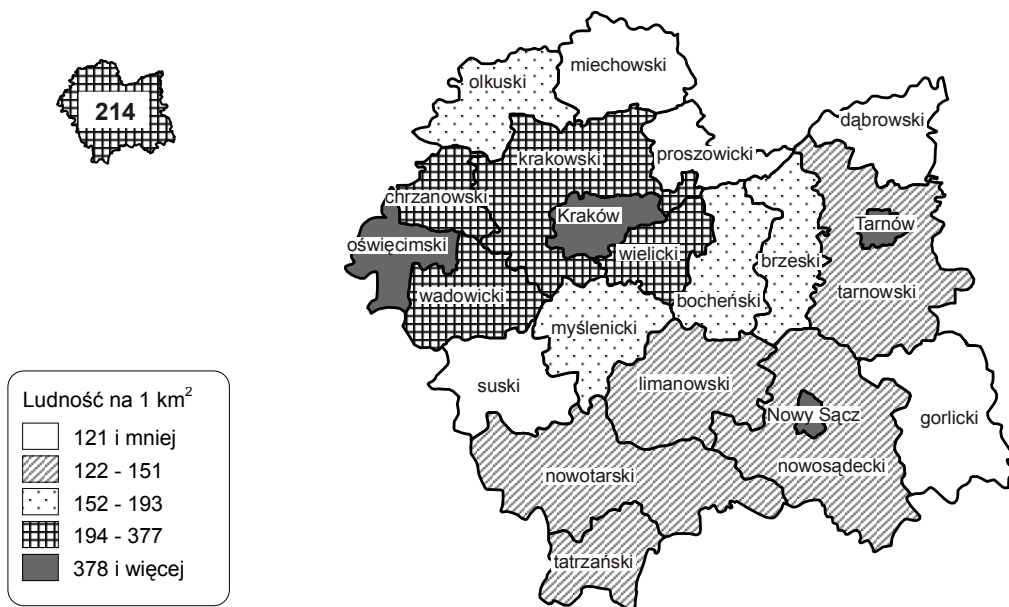 214
miechowski
olkuski
dąbrowski
proszowicki
krakowski
chrzanowski
Kraków
Tarnów
oświęcimski
wielicki
brzeski
tarnowski
wadowicki
bocheński
myślenicki
suski
limanowski
Nowy Sącz
gorlicki
nowotarski
nowosądecki
tatrzański
Ludność na 1 km²
121 i mniej
122 - 151
152 - 193
194 - 377
378 i więcej